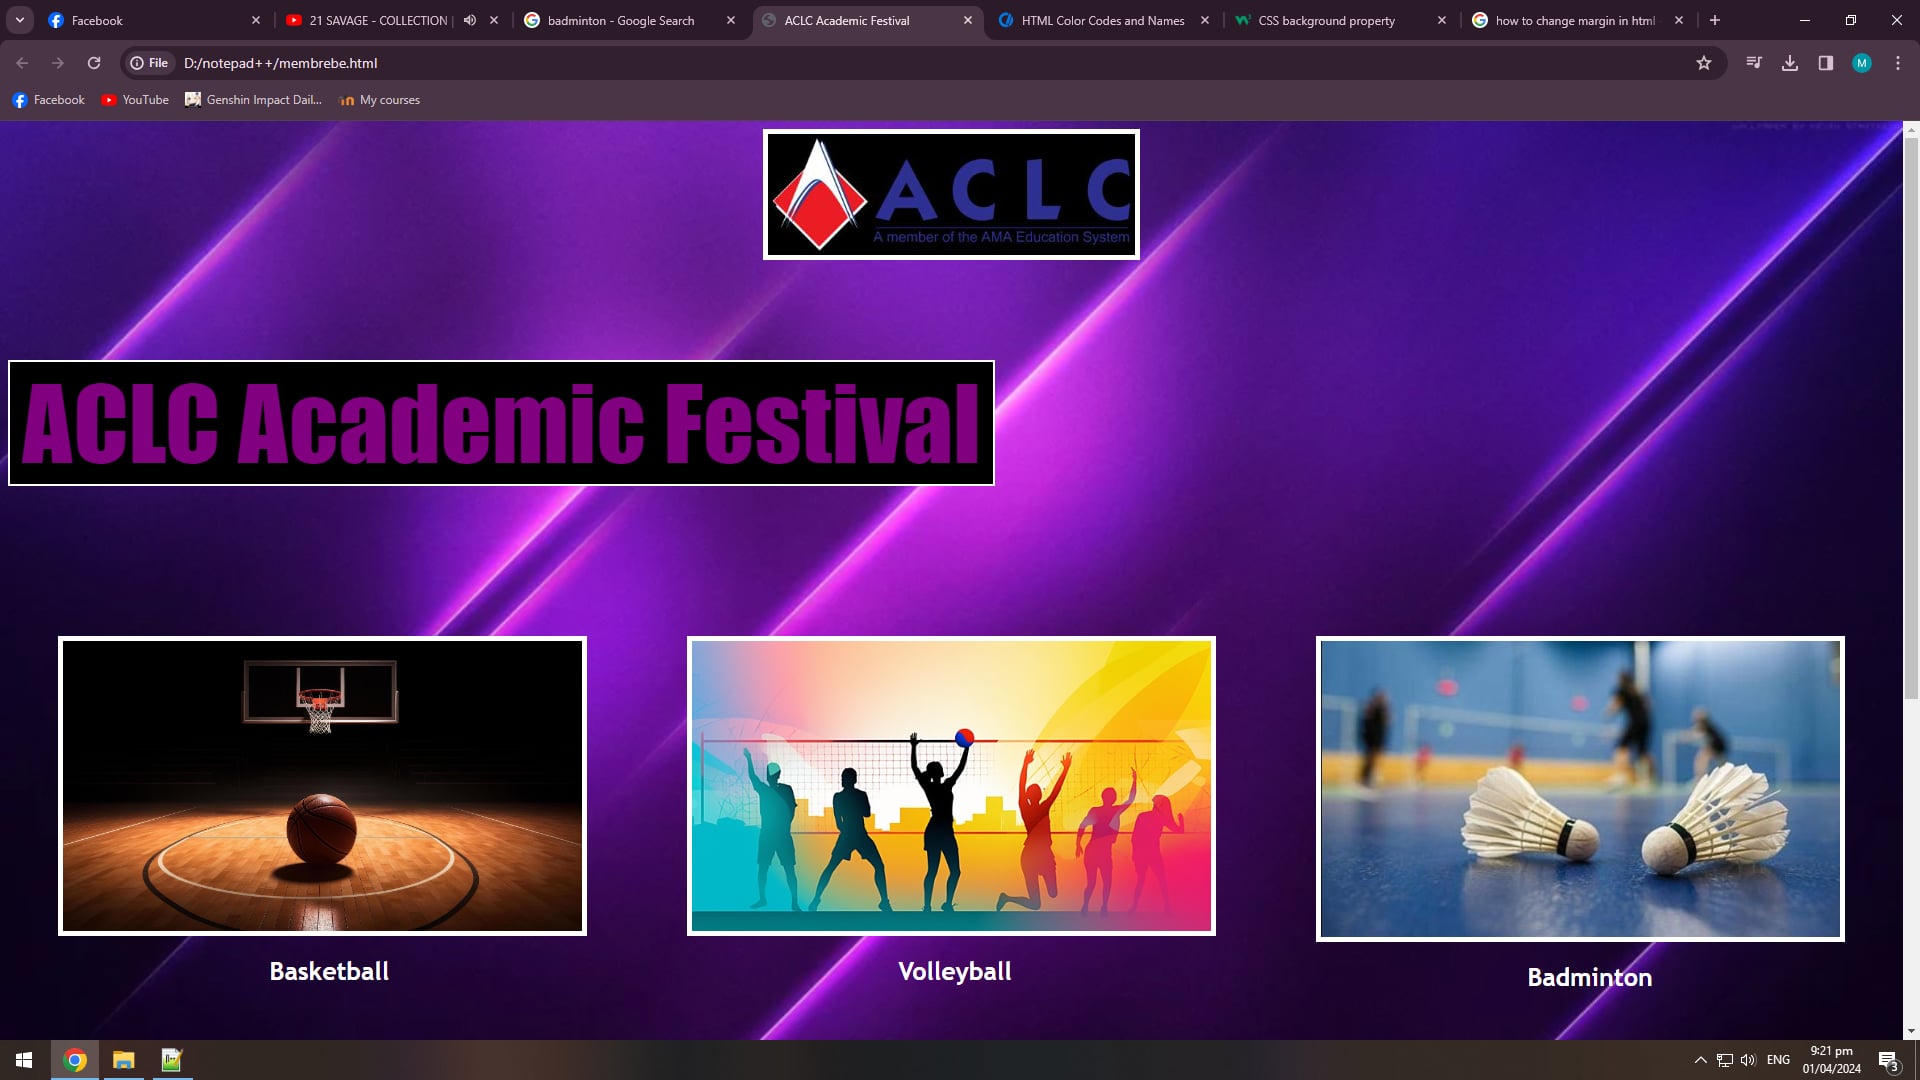 Facebook
21 SAVAGE - COLLECTION |
badminton - Google Search
ACLC Academic Festival
HTML Color Codes and Names
CSS background property
how to change margin in html
File
D:/notepad++/membrebe.html
M
Facebook
YouTube
Genshin Impact Dail...
My courses
ACLC
A member of the AMA Education System
ACLC Academic Festival
Basketball
Volleyball
Badminton
ENG
9:21 pm
01/04/2024
3